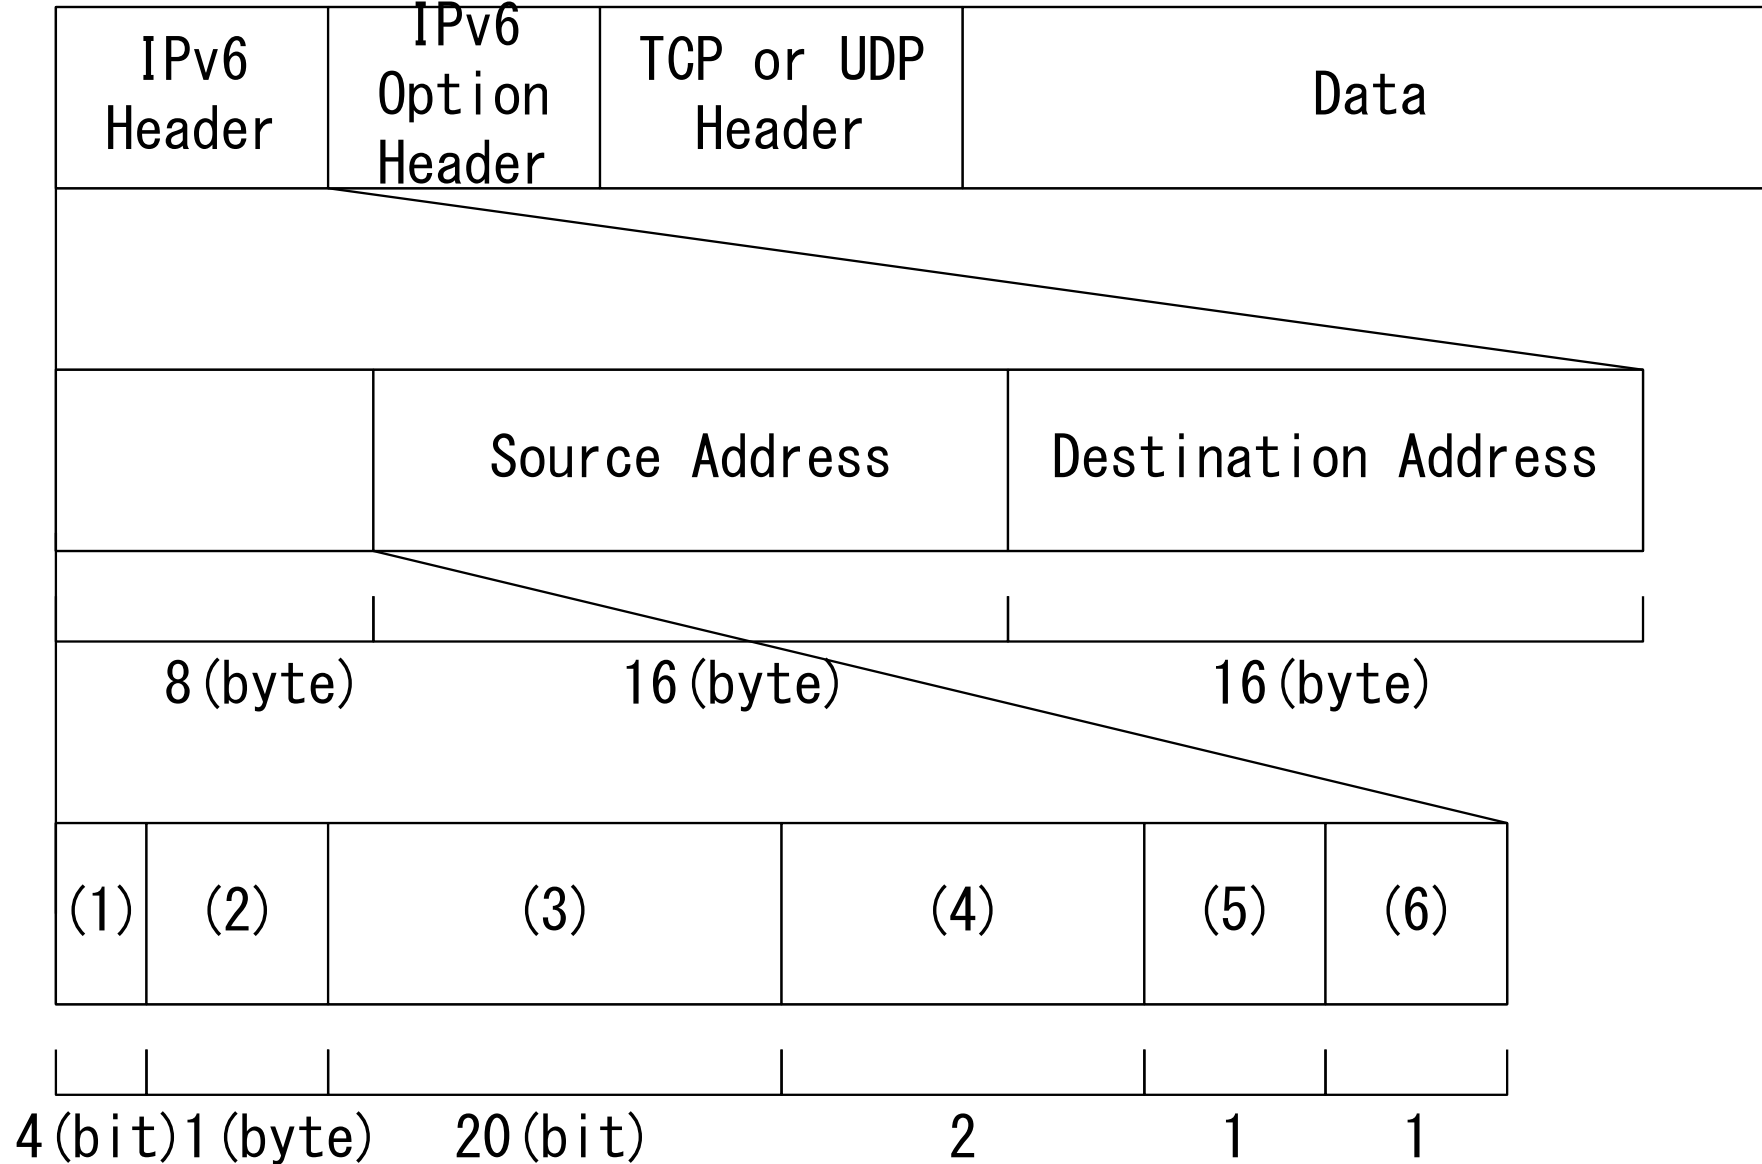 IPv6
Header
IPv6
Option
Header
TCP or UDP
Header
Data
Source Address
Destination Address
8(byte)
16(byte)
16(byte)
(1)
(2)
(3)
(4)
(5)
(6)
4(bit)
1(byte)
20(bit)
2
1
1